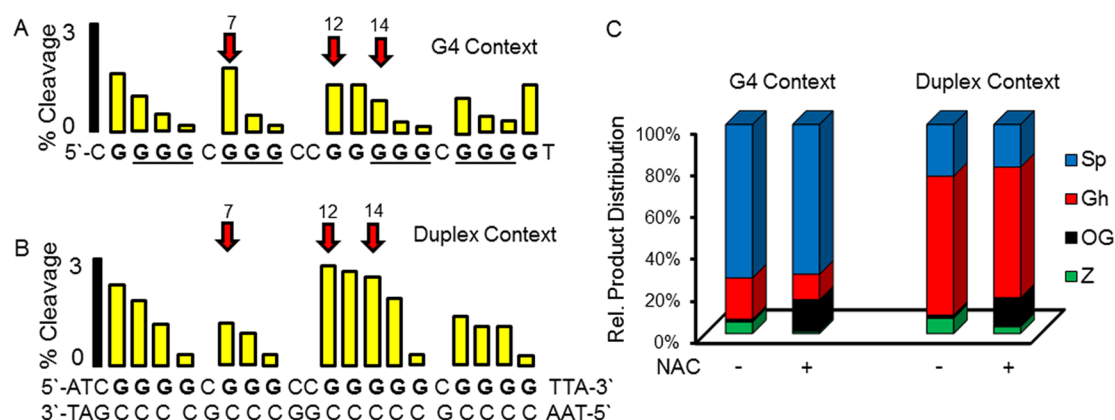 A
3
% Cleavage
0
7 12 14
G4 Context
5`-C G G G G C G G G CC G G G G G C G G G G G T
B
3
% Cleavage
0
7 12 14
Duplex Context
5`-ATC G G G G C G G G CC G G G G G C G G G G TTA-3`
3`-TAG C C C C G C C C GG C C C C C G C C C C AAT-5`
C
G4 Context Duplex Context
Rel. Product Distribution
100%
80%
60%
40%
20%
0%
NAC - + - +
Sp
Gh
OG
Z